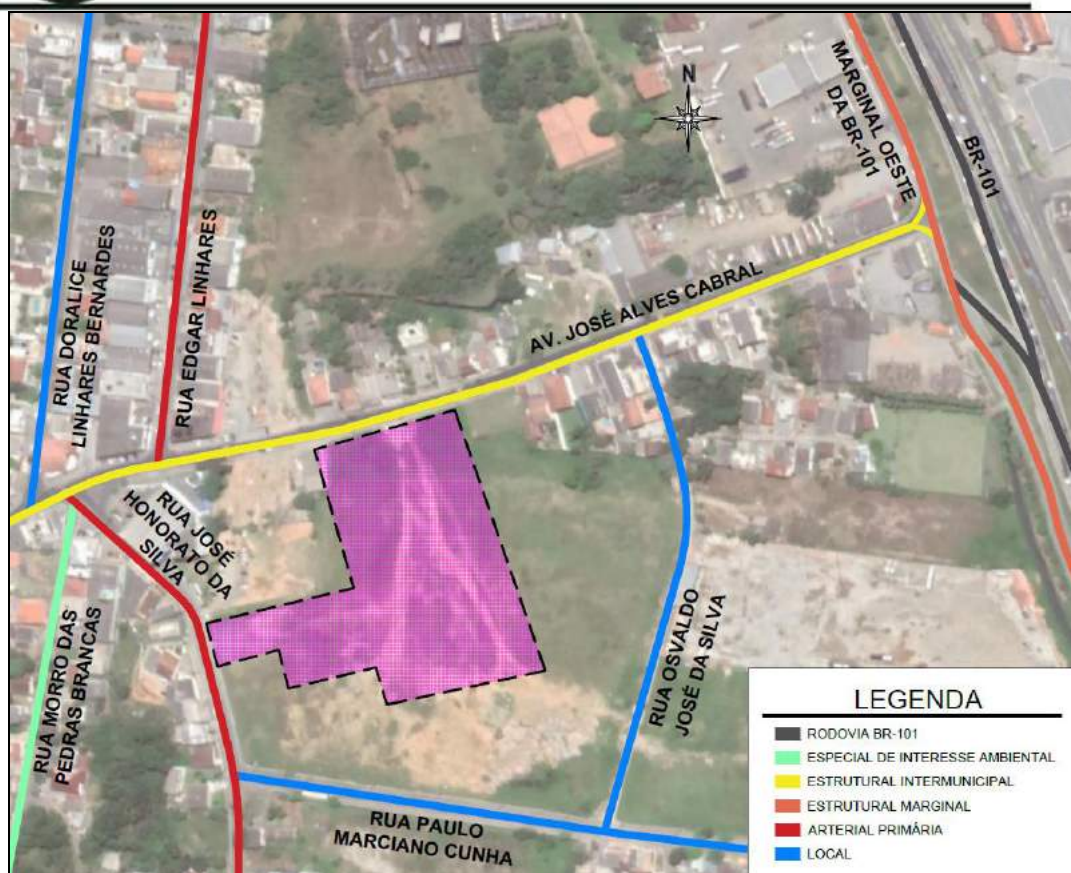 N
MARGINAL OESTE
DA BR-101
BR-101
RUA DORALICE
LINHARES BERNARDES
RUA EDGAR LINHARES
AV. JOSÉ ALVES CABRAL
RUA JOSÉ
HONORATO DA
SILVA
RUA MORRO DAS
PEDRAS BRANCAS
RUA OSVALDO
JOSÉ DA SILVA
RUA PAULO
MARCIANO CUNHA
LEGENDA
RODOVIA BR-101
ESPECIAL DE INTERESSE AMBIENTAL
ESTRUTURAL INTERMUNICIPAL
ESTRUTURAL MARGINAL
ARTERIAL PRIMÁRIA
LOCAL